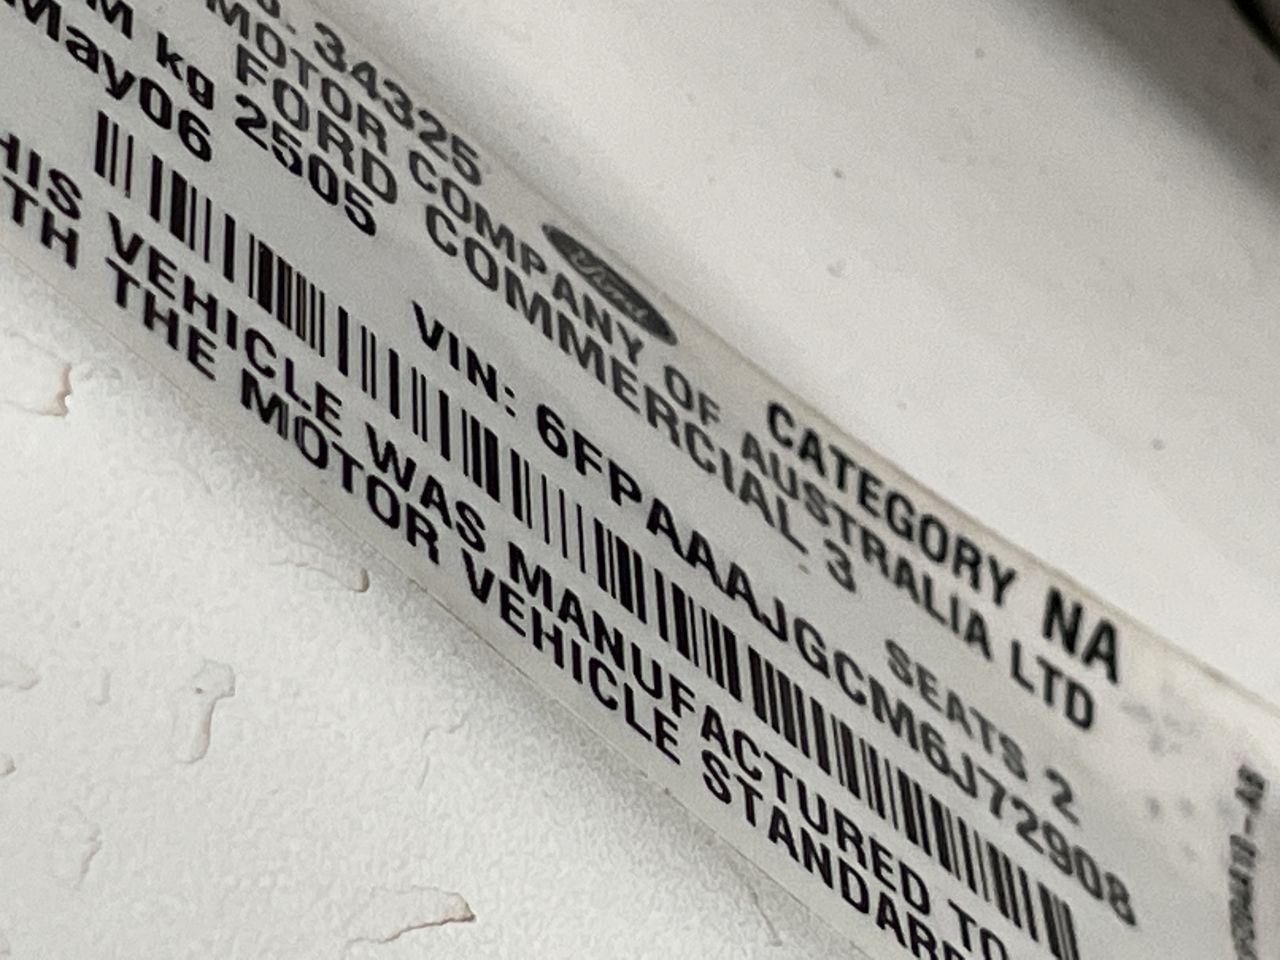 . 34325 CATEGORY NA
MOTOR COMPANY OF AUSTRALIA LTD
Ford
FORD COMMERCIAL 3
M kg 2505 SEATS 2
May06 VIN: 6FPAAAJGCM6J72908
HIS VEHICLE WAS MANUFACTURED TO
TH THE MOTOR VEHICLE STANDARD